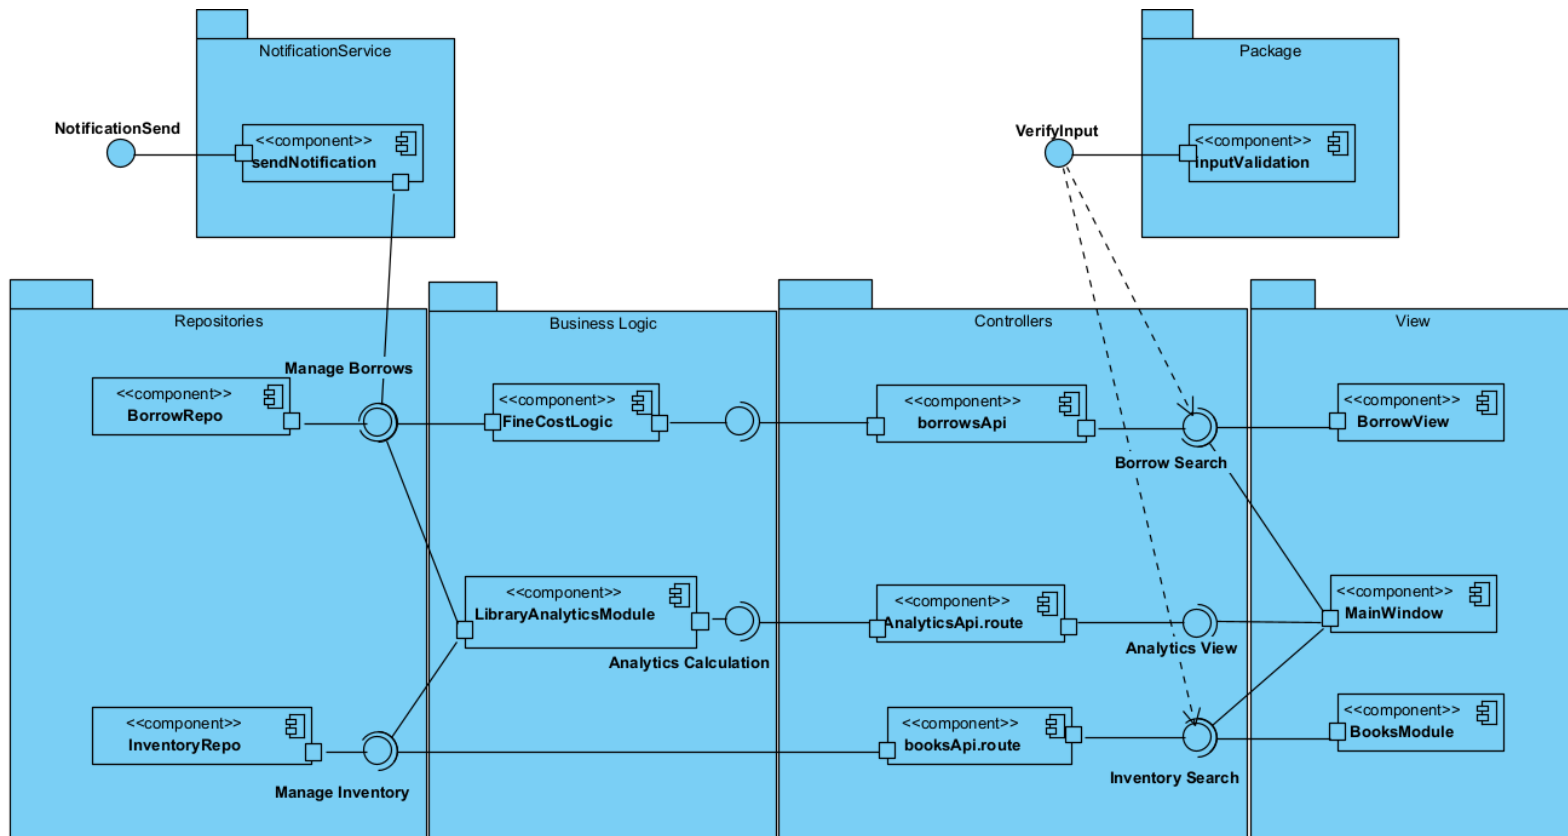 NotificationService
Package
NotificationSend
<<component>>
sendNotification
VerifyInput
<<component>>
inputValidation
Repositories
Business Logic
Controllers
View
Manage Borrows
<<component>>
BorrowRepo
<<component>>
FineCostLogic
<<component>>
borrowsApi
<<component>>
BorrowView
Borrow Search
<<component>>
LibraryAnalyticsModule
<<component>>
AnalyticsApi.route
<<component>>
MainWindow
Analytics Calculation
Analytics View
<<component>>
InventoryRepo
<<component>>
booksApi.route
<<component>>
BooksModule
Manage Inventory
Inventory Search